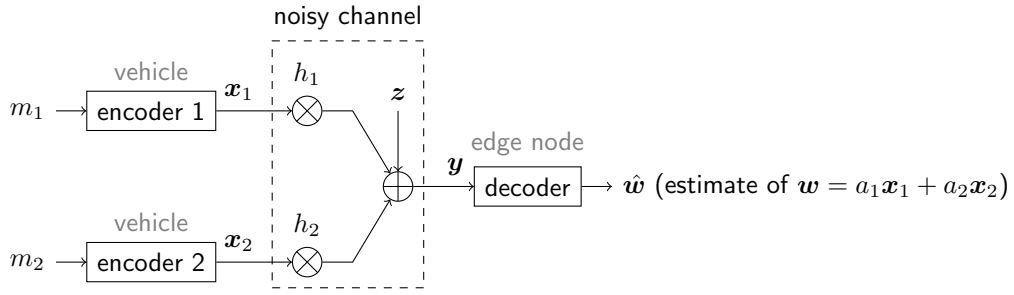 noisy channel
vehicle
m₁
encoder 1
x₁
h₁
z
edge node
y
decoder
ŵ (estimate of w = a₁x₁ + a₂x₂)
vehicle
m₂
encoder 2
x₂
h₂